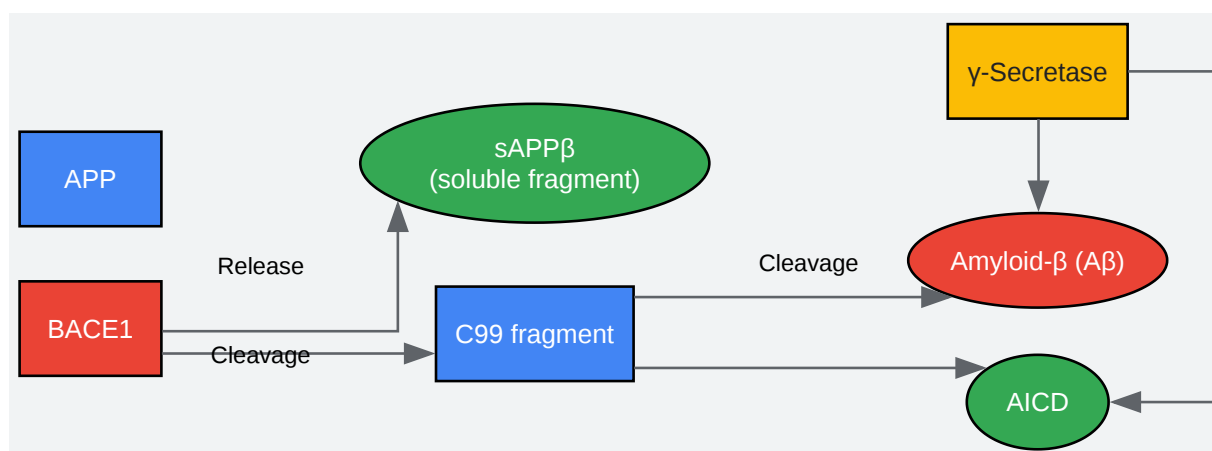 γ-Secretase
sAPPβ
(soluble fragment)
APP
Release
Cleavage
Amyloid-β (Aβ)
BACE1
C99 fragment
Cleavage
AICD